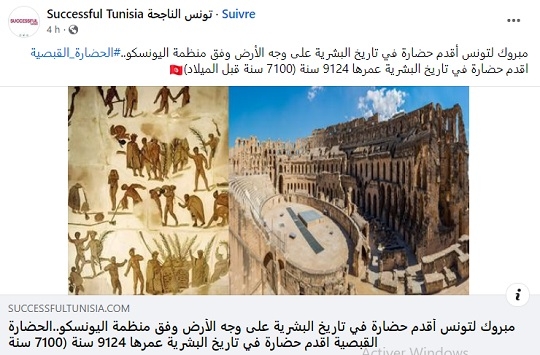 Successful Tunisia تونس الناجحة · Suivre
4 h ·
مبروك لتونس أقدم حضارة في تاريخ البشرية على وجه الأرض وفق منظمة اليونسكو..#الحضارة_القبصية
اقدم حضارة في تاريخ البشرية عمرها 9124 سنة (7100 سنة قبل الميلاد)
SUCCESSFULTUNISIA.COM
مبروك لتونس أقدم حضارة في تاريخ البشرية على وجه الأرض وفق منظمة اليونسكو..الحضارة
القبصية اقدم حضارة في تاريخ البشرية عمرها 9124 سنة (7100 سنة
Activer Windows